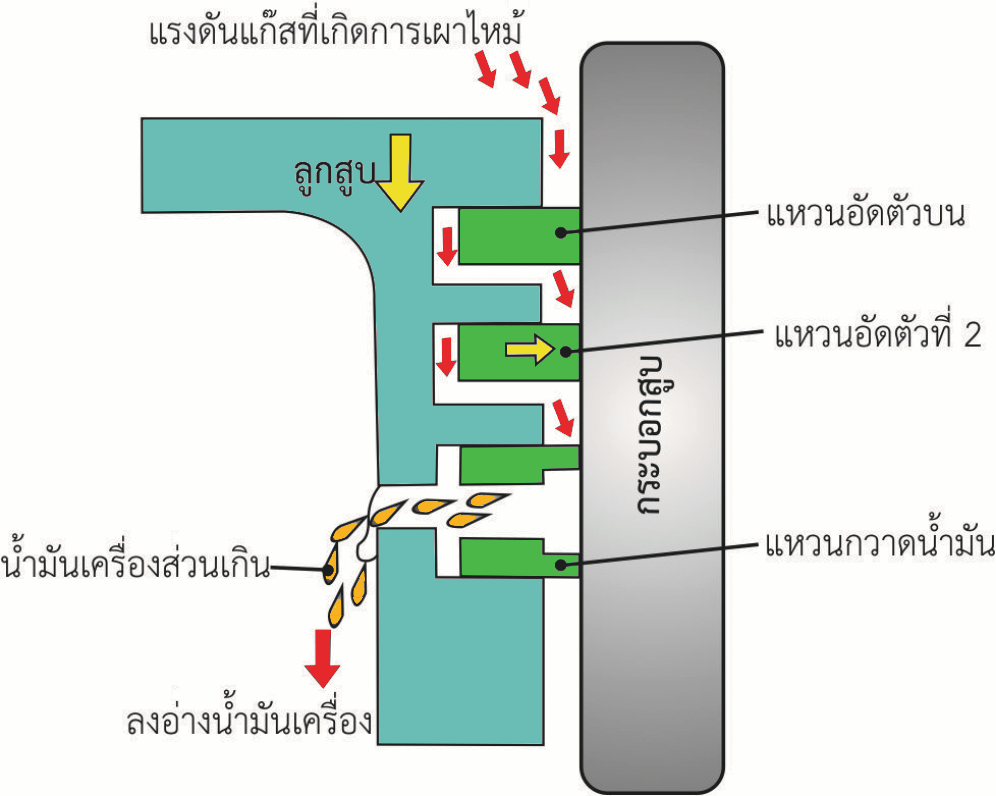 แรงดันแก๊สที่เกิดการเผาไหม้
ลูกสูบ
แหวนอัดตัวบน
แหวนอัดตัวที่ 2
กระบอกสูบ
แหวนกวาดน้ำมัน
น้ำมันเครื่องส่วนเกิน
ลงอ่างน้ำมันเครื่อง